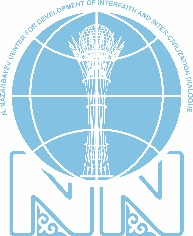 N. NAZARBAYEV CENTER FOR DEVELOPMENT OF INTERFAITH AND INTER-CIVILIZATION DIALOGUE
NN